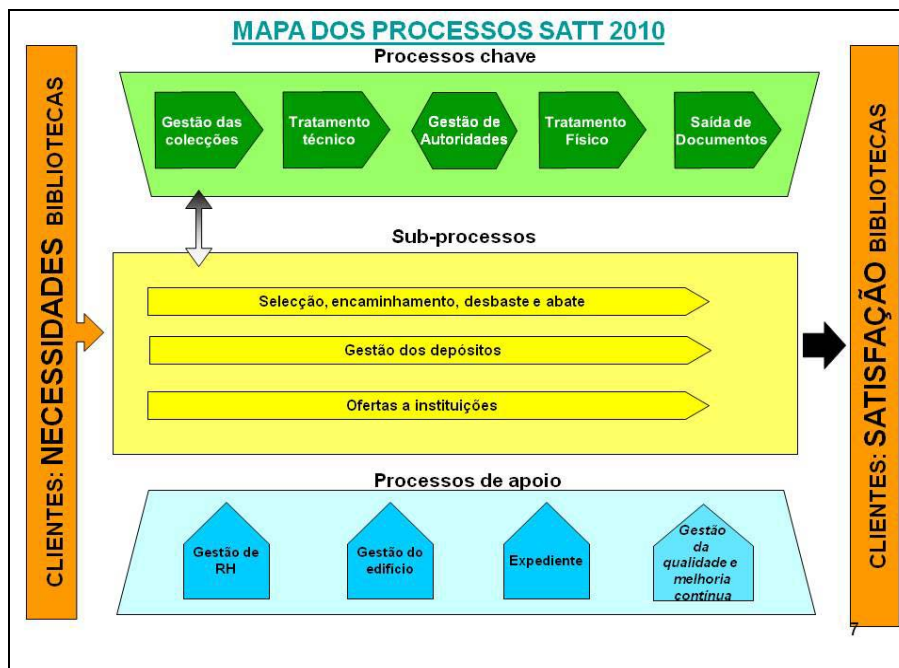 MAPA DOS PROCESSOS SATT 2010
CLIENTES: NECESSIDADES BIBLIOTECAS
Processos chave
Gestão das
colecções
Tratamento
técnico
Gestão de
Autoridades
Tratamento
Físico
Saída de
Documentos
Sub-processos
Selecção, encaminhamento, desbaste e abate
Gestão dos depósitos
Ofertas a instituições
Processos de apoio
Gestão de
RH
Gestão do
edifício
Expediente
Gestão
da
qualidade e
melhoria
contínua
CLIENTES: SATISFAÇÃO BIBLIOTECAS
7